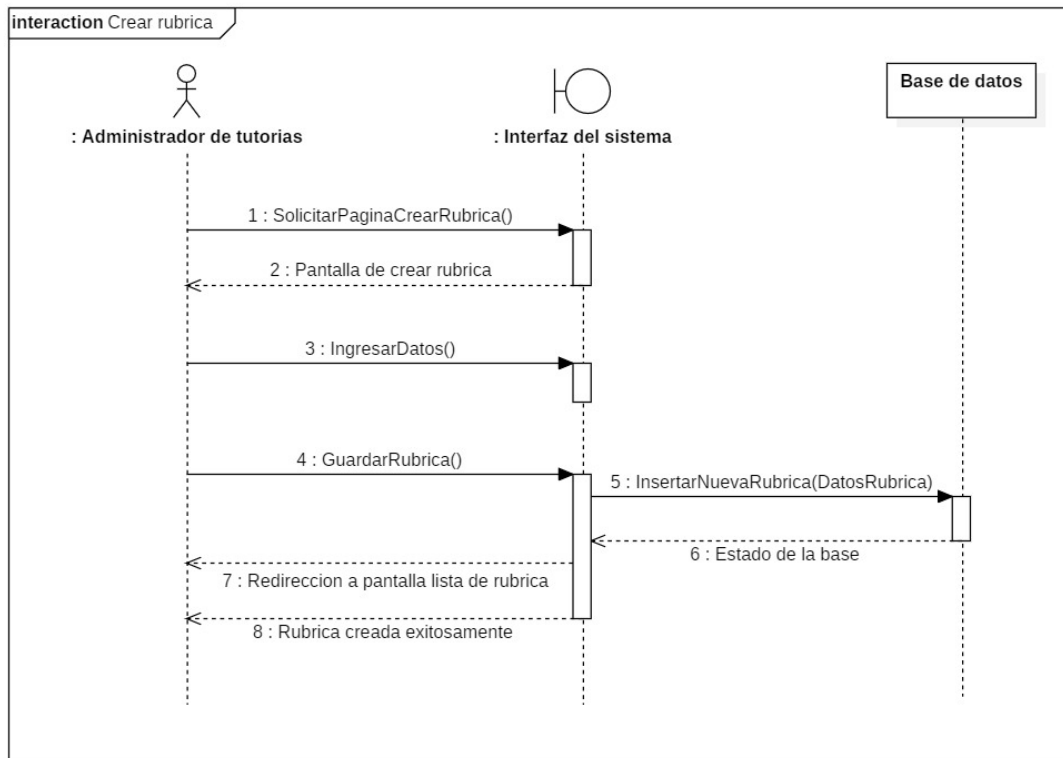 interaction Crear rubrica
Base de datos
: Administrador de tutorias
: Interfaz del sistema
1 : SolicitarPaginaCrearRubrica()
2 : Pantalla de crear rubrica
3 : IngresarDatos()
4 : GuardarRubrica()
5 : InsertarNuevaRubrica(DatosRubrica)
6 : Estado de la base
7 : Redireccion a pantalla lista de rubrica
8 : Rubrica creada exitosamente